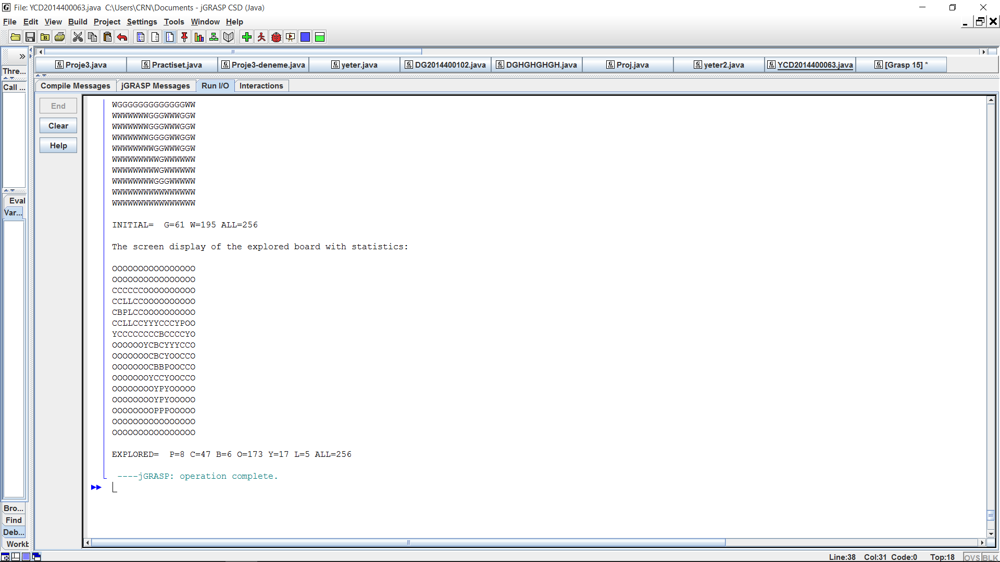 File: YCD2014400063.java  C:\Users\CRN\Documents - jGRASP CSD (Java)
File Edit View Build Project Settings Tools Window Help
Proje3.java Practiset.java Proje3-deneme.java yeter.java DG2014400102.java DGHGHGHGH.java Proj.java yeter2.java YCD2014400063.java [Grasp 15] *
Thre...
Call ...
Eval
Var...
Bro...
Find
Deb...
Workb
Compile Messages jGRASP Messages Run I/O Interactions
End
Clear
Help
WGGGGGGGGGGGGGWW
WWWWWWWGGGWWWGGW
WWWWWWWGGGWWWGGW
WWWWWWWGGGGWWGGW
WWWWWWWWGGWWWGGW
WWWWWWWWWGWWWWWW
WWWWWWWWWGWWWWWW
WWWWWWWWGGGWWWWW
WWWWWWWWWWWWWWWW
WWWWWWWWWWWWWWWW
INITIAL=  G=61 W=195 ALL=256
The screen display of the explored board with statistics:
OOOOOOOOOOOOOOOO
OOOOOOOOOOOOOOOO
CCCCCCOOOOOOOOOO
CCLLCCOOOOOOOOOO
CBPLCCOOOOOOOOOO
CCLLCCYYYCCCYPOO
YCCCCCCCCBCCCCYO
OOOOOOYCBCYYYCCO
OOOOOOOCBCYOOCCO
OOOOOOOCBBPOOCCO
OOOOOOOYCCYOOCCO
OOOOOOOOYPYOOOOO
OOOOOOOOYPYOOOOO
OOOOOOOOPPPOOOOO
OOOOOOOOOOOOOOOO
OOOOOOOOOOOOOOOO
EXPLORED=  P=8 C=47 B=6 O=173 Y=17 L=5 ALL=256
----jGRASP: operation complete.
Line:38 Col:31 Code:0 Top:18 OVS BLK